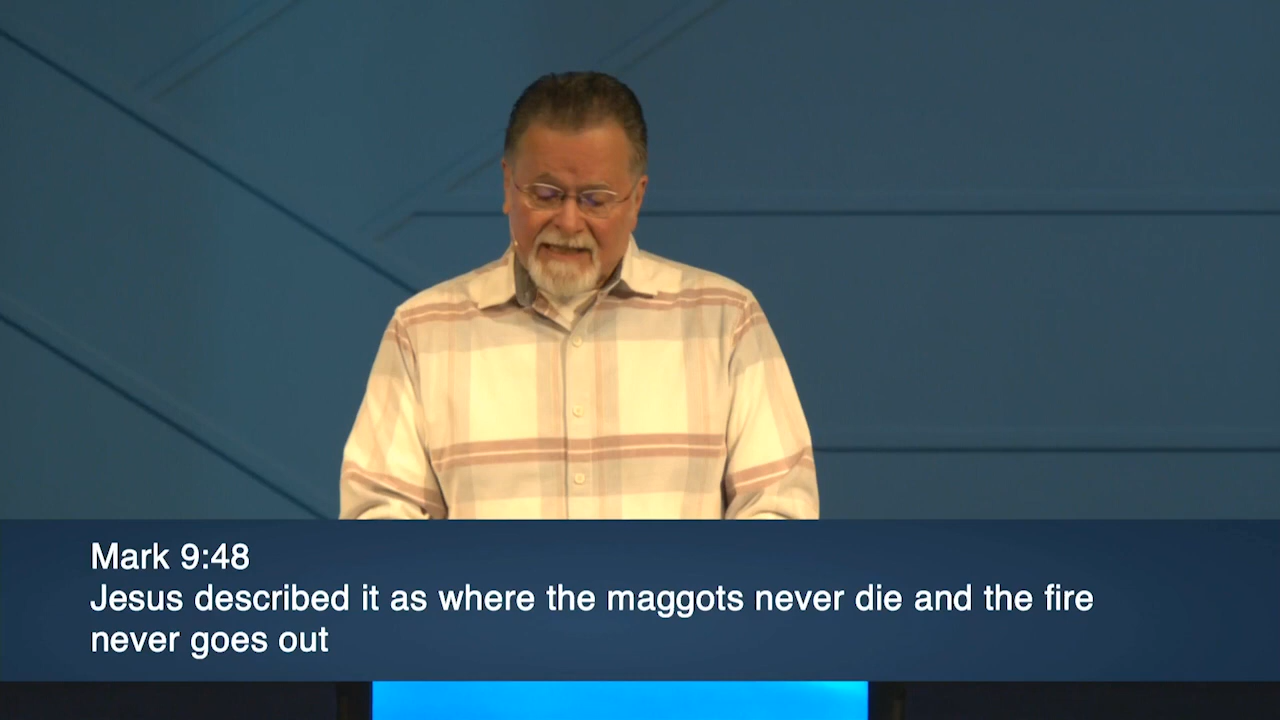 Mark 9:48
Jesus described it as where the maggots never die and the fire
never goes out